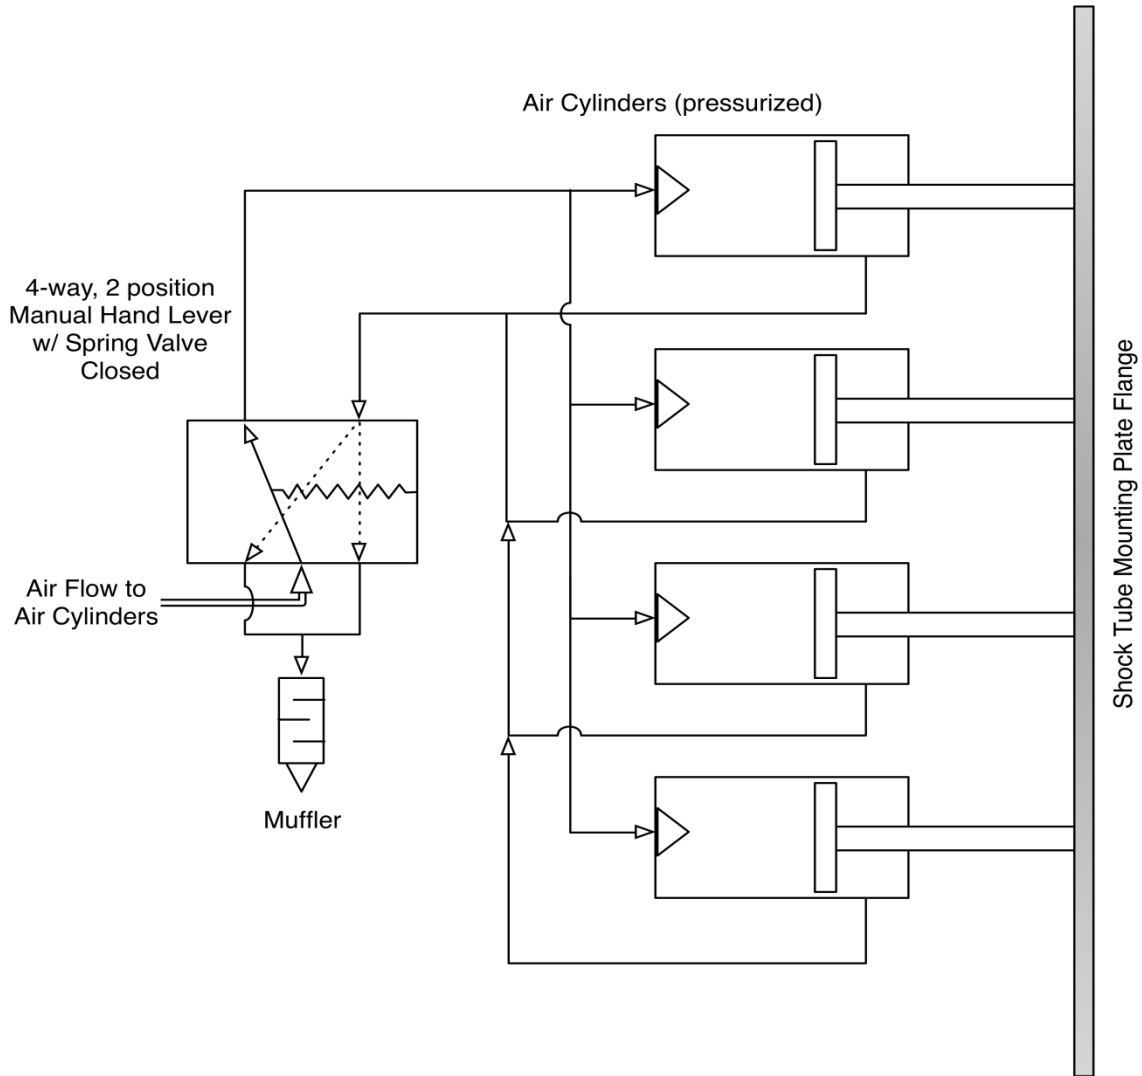 Air Cylinders (pressurized)
4-way, 2 position
Manual Hand Lever
w/ Spring Valve
Closed
Air Flow to
Air Cylinders
Muffler
Shock Tube Mounting Plate Flange